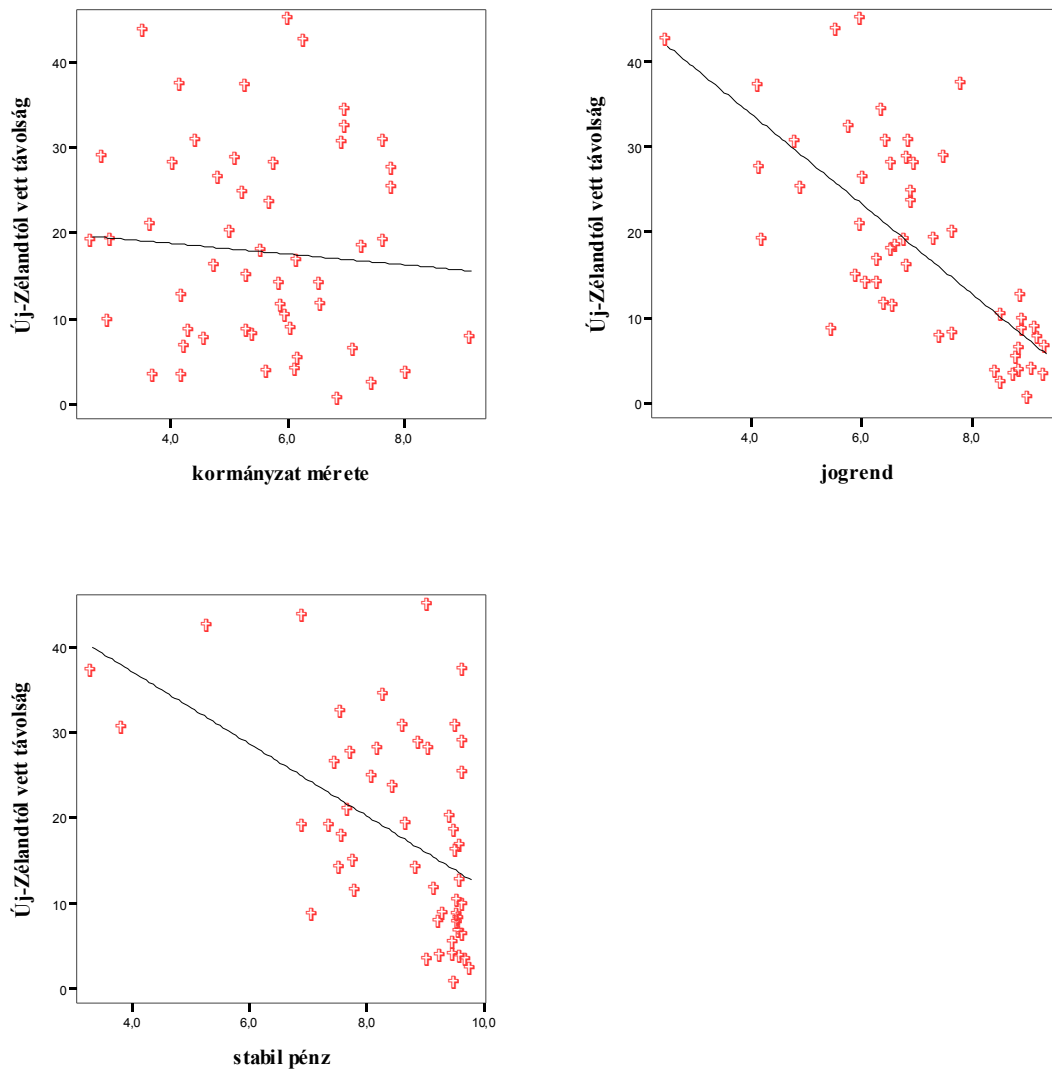 Új-Zélandtól vett távolság
40
30
20
10
0
4,0 6,0 8,0
kormányzat mérete
Új-Zélandtól vett távolság
40
30
20
10
0
4,0 6,0 8,0
jogrend
Új-Zélandtól vett távolság
40
30
20
10
0
4,0 6,0 8,0 10,0
stabil pénz